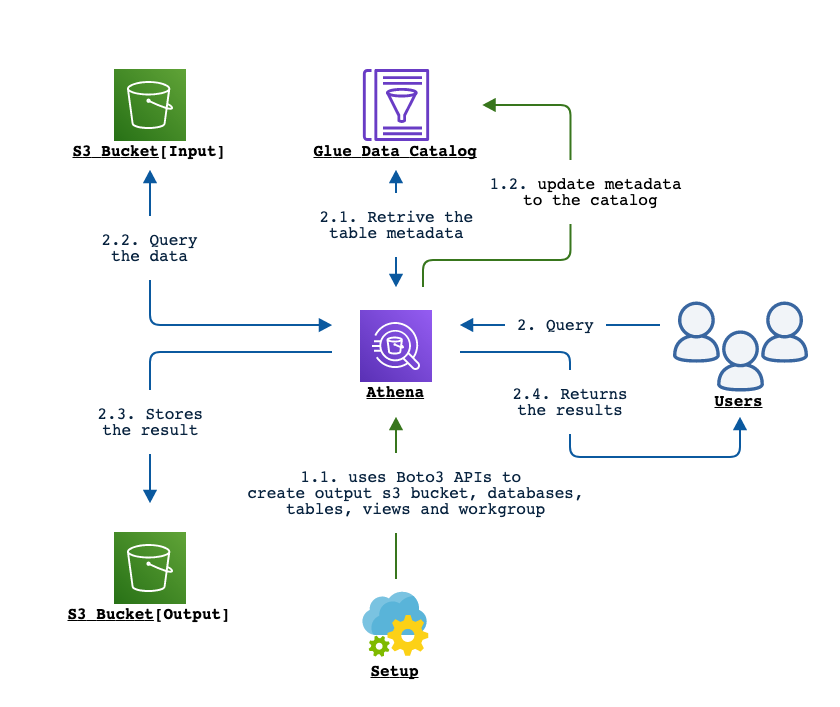 S3 Bucket[Input]
Glue Data Catalog
1.2. update metadata
to the catalog
2.1. Retrive the
table metadata
2.2. Query
the data
2. Query
Athena
2.4. Returns
the results
Users
2.3. Stores
the result
1.1. uses Boto3 APIs to
create output s3 bucket, databases,
tables, views and workgroup
S3 Bucket[Output]
Setup